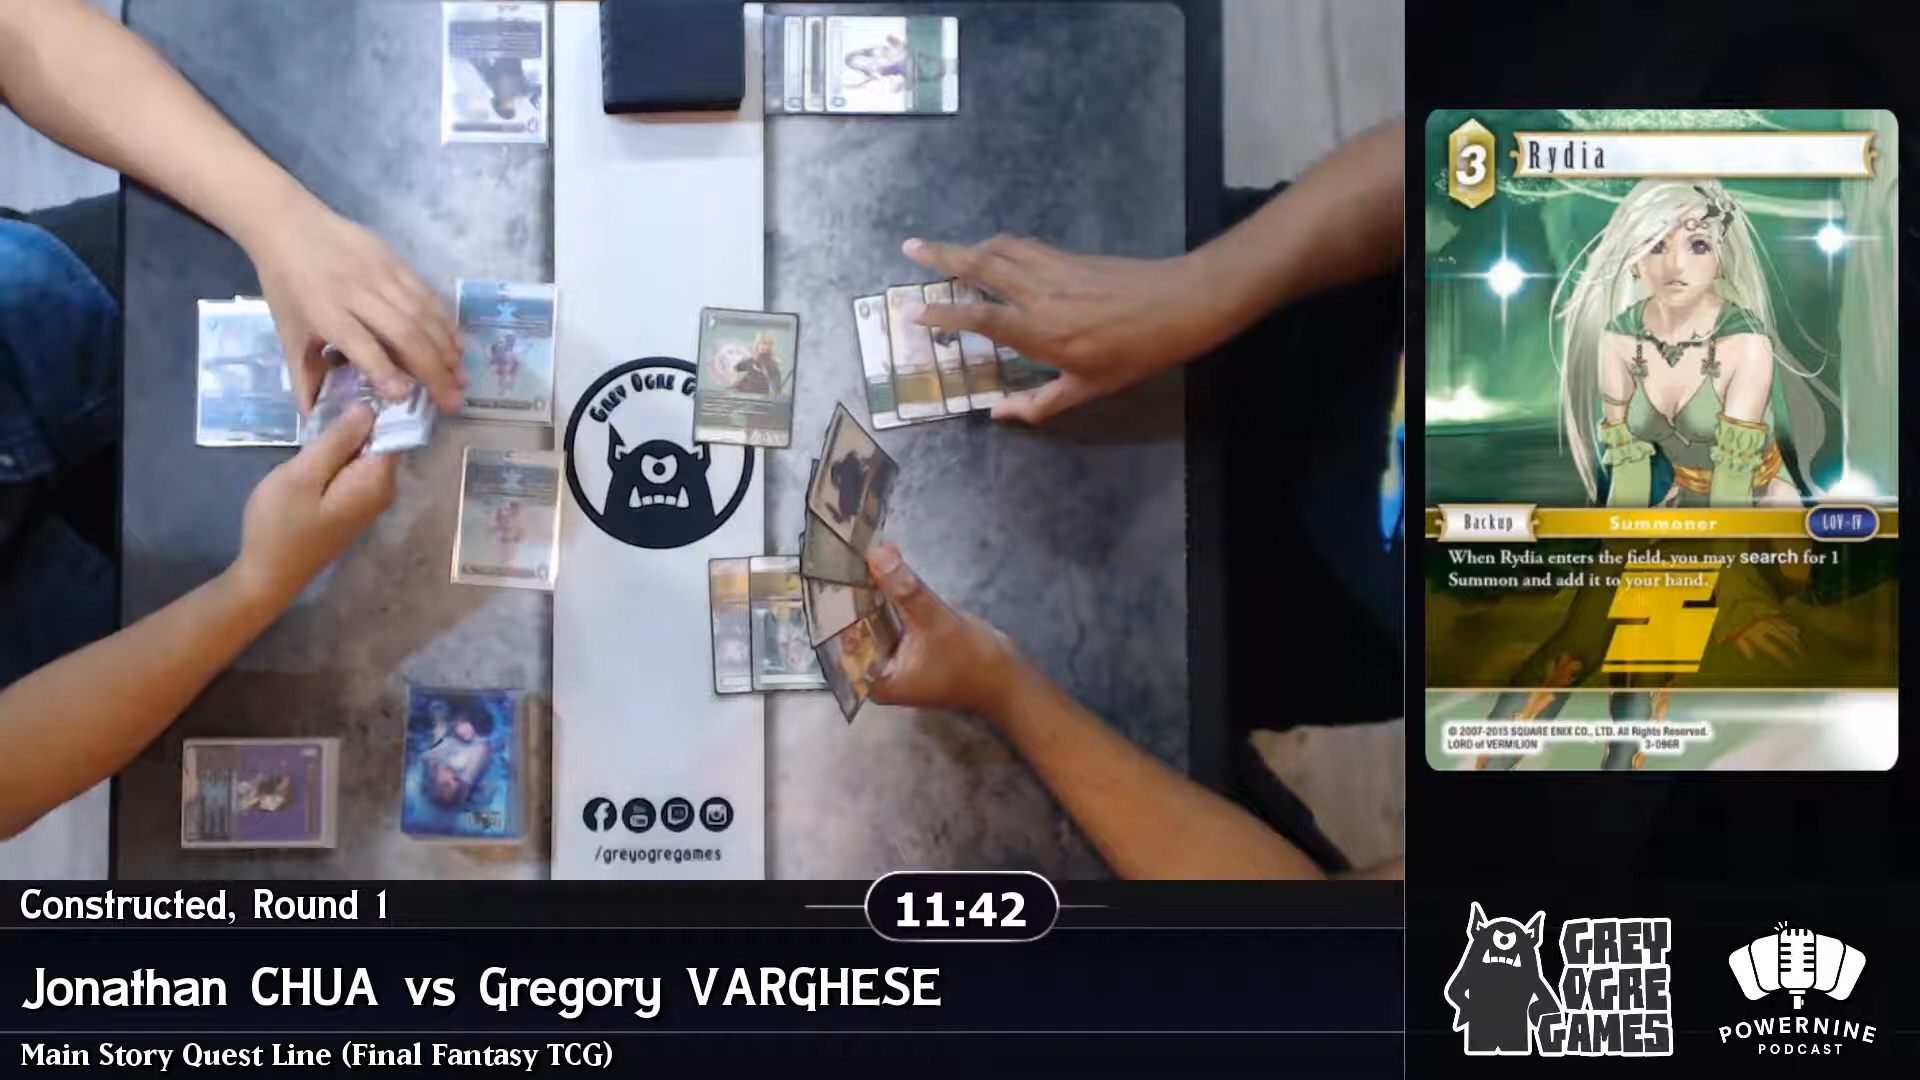 GREY OGRE G
/greyogregames
3
Rydia
Backup
Summoner
LOV-IV
When Rydia enters the field, you may search for 1
Summon and add it to your hand.
© 2007-2015 SQUARE ENIX CO., LTD. All Rights Reserved.
LORD of VERMILION
3-096R
Constructed, Round 1
11:42
Jonathan CHUA vs Gregory VARGHESE
Main Story Quest Line (Final Fantasy TCG)
GREY
OGRE
GAMES
POWERNINE
PODCAST